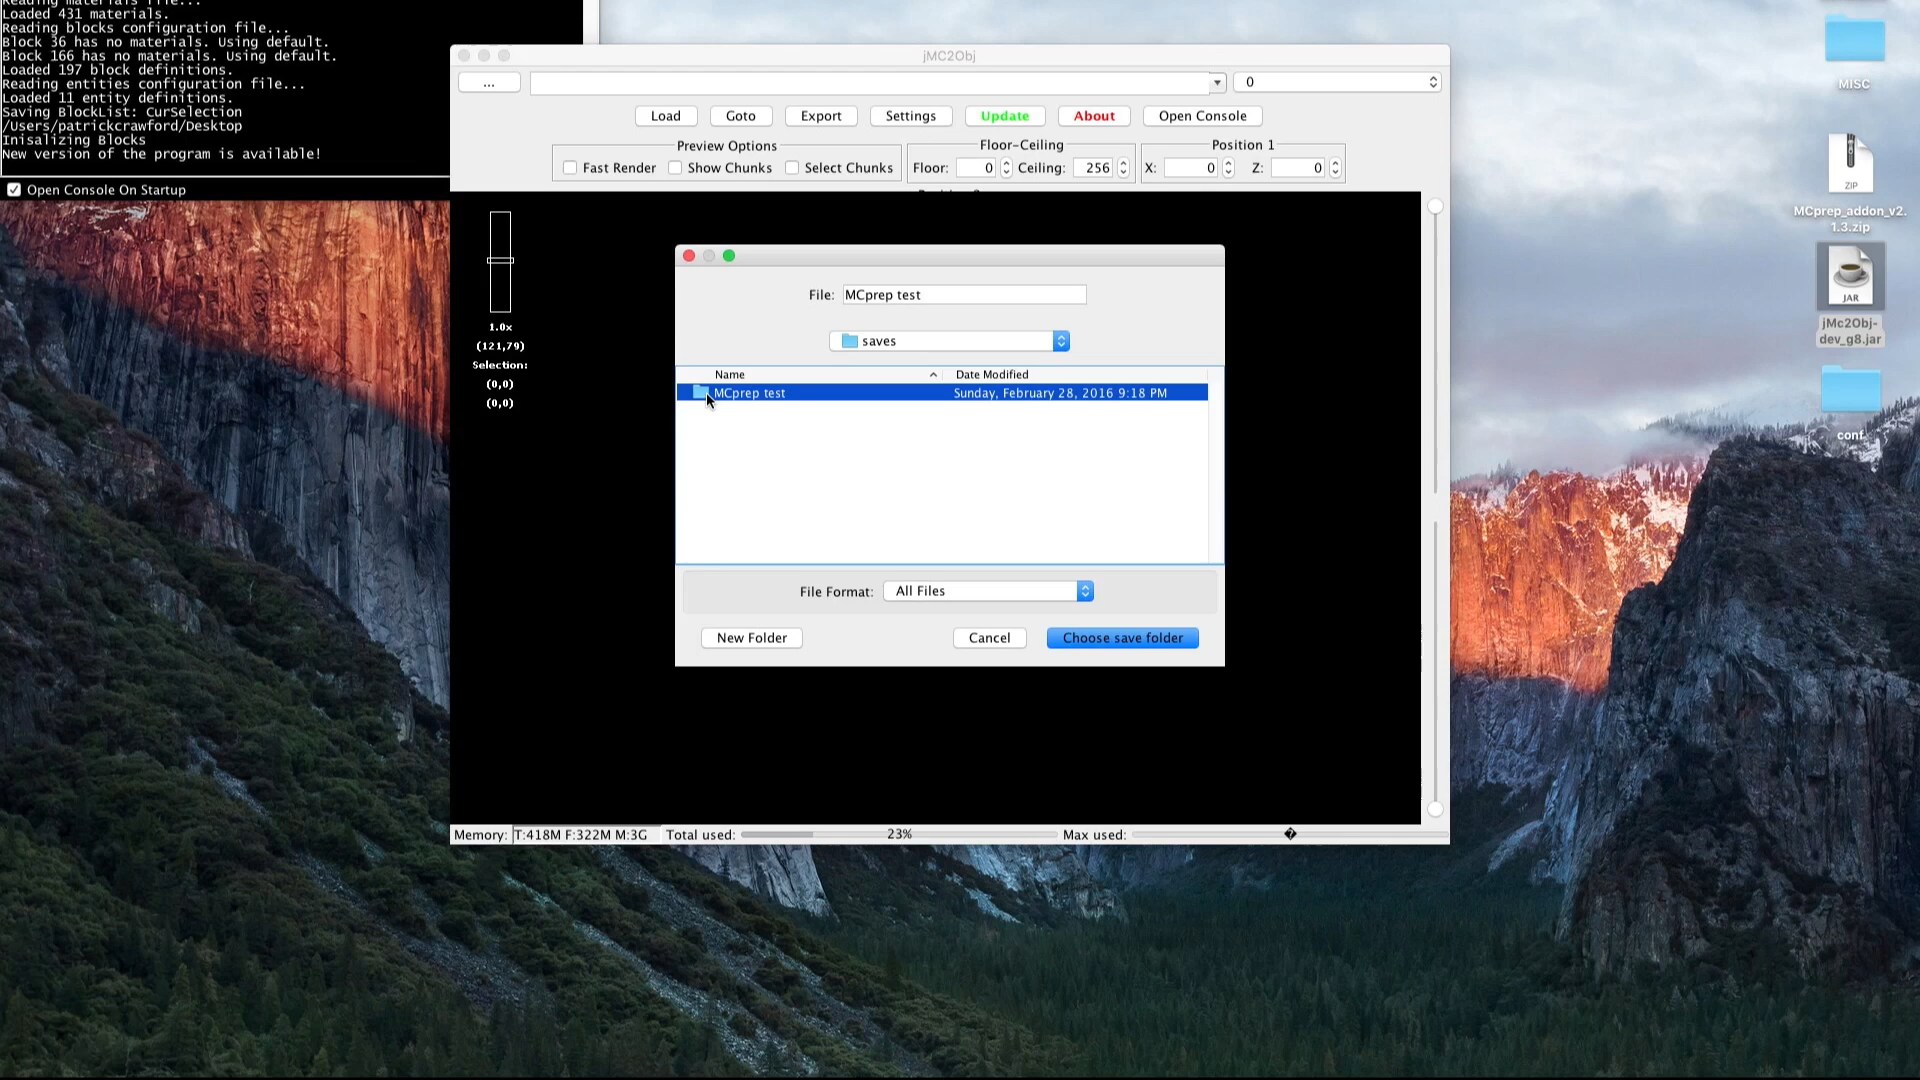 Reading materials file...
Loaded 431 materials.
Reading blocks configuration file...
Block 36 has no materials. Using default.
Block 166 has no materials. Using default.
Loaded 197 block definitions.
Reading entities configuration file...
Loaded 11 entity definitions.
Saving BlockList: CurSelection
/Users/patrickcrawford/Desktop
Inisalizing Blocks
New version of the program is available!
Open Console On Startup
jMC2Obj
... 0
Load Goto Export Settings Update About Open Console
Preview Options Floor-Ceiling Position 1
Fast Render Show Chunks Select Chunks Floor: 0 Ceiling: 256 X: 0 Z: 0
1.0x
(121,79)
Selection:
(0,0)
(0,0)
File: MCprep test
saves
Name Date Modified
MCprep test Sunday, February 28, 2016 9:18 PM
File Format: All Files
New Folder Cancel Choose save folder
Memory: T:418M F:322M M:3G Total used: 23% Max used: �
MISC
ZIP
MCprep_addon_v2.
1.3.zip
JAR
jMc2Obj-
dev_g8.jar
conf